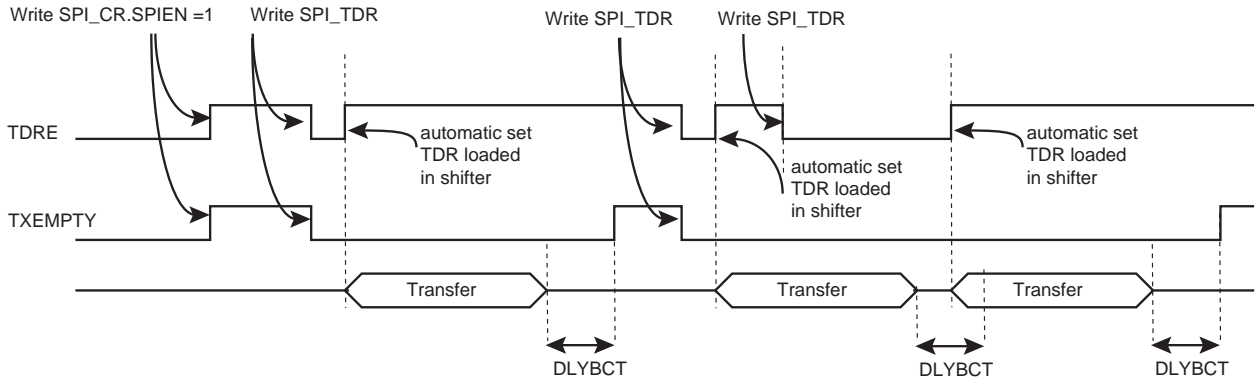 Write SPI_CR.SPIEN =1
Write SPI_TDR
Write SPI_TDR
Write SPI_TDR
TDRE
automatic set
TDR loaded
in shifter
automatic set
TDR loaded
in shifter
automatic set
TDR loaded
in shifter
TXEMPTY
Transfer
Transfer
Transfer
DLYBCT
DLYBCT
DLYBCT